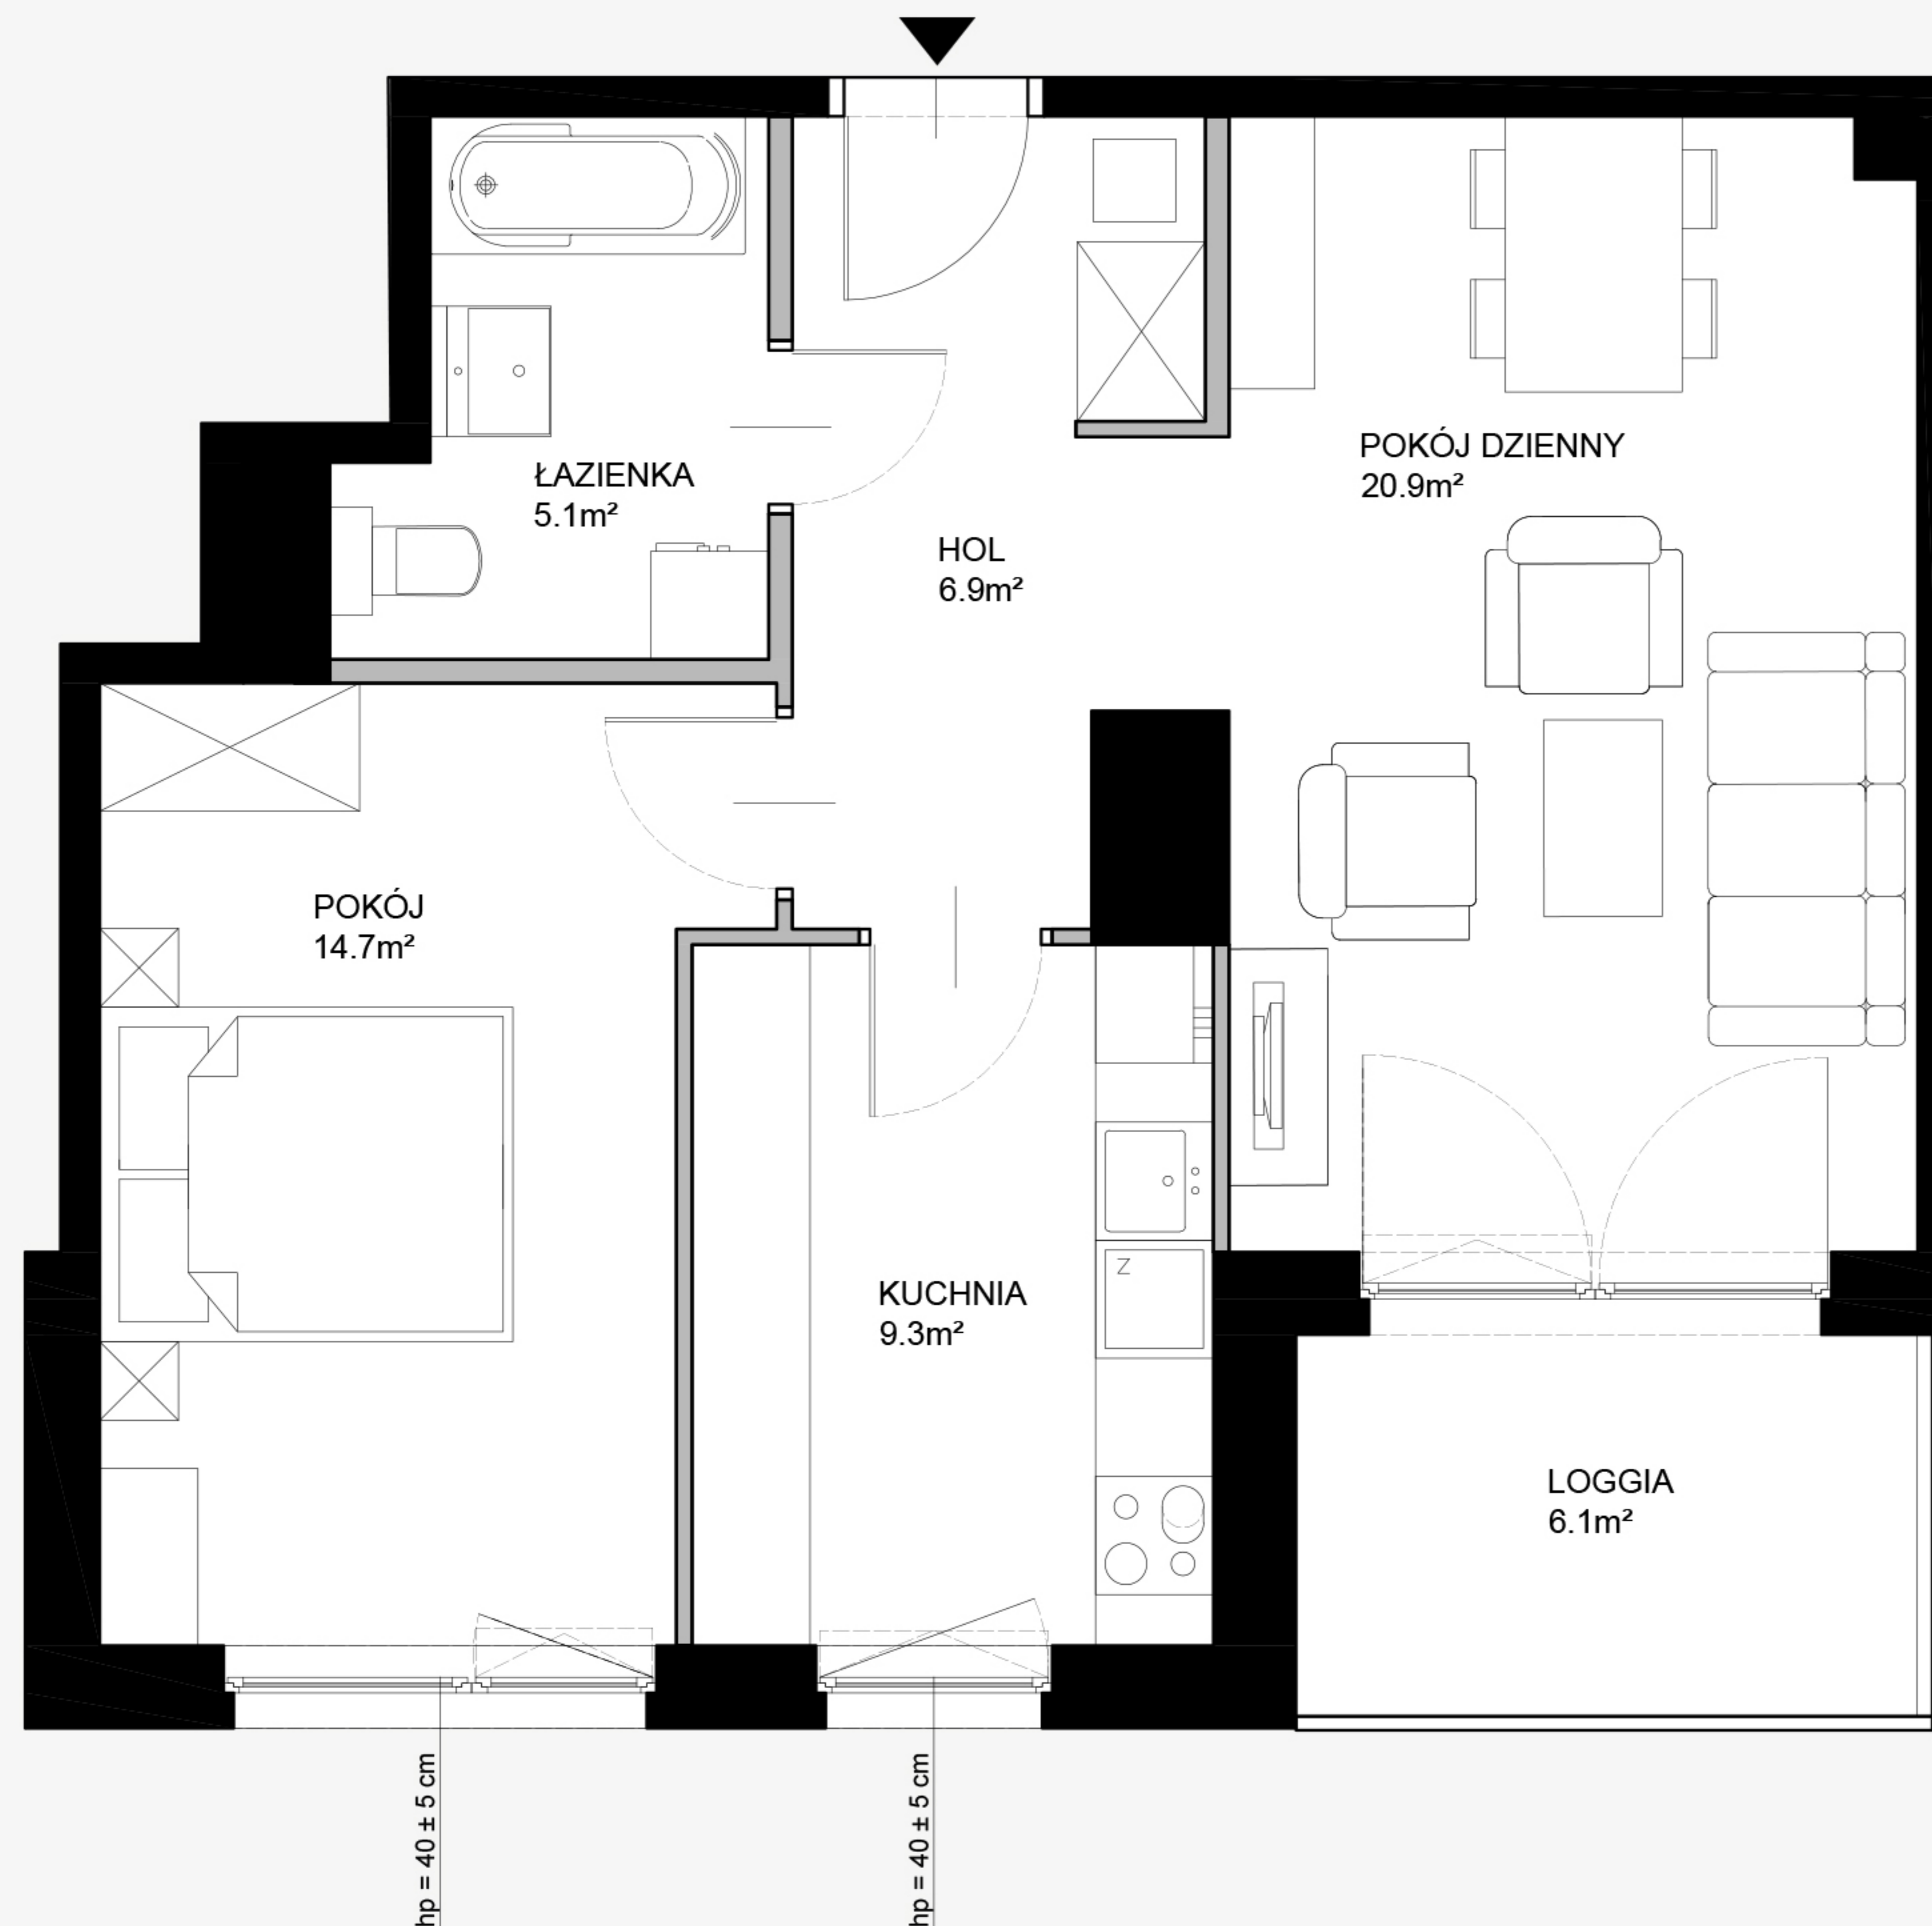 POKÓJ DZIENNY
20.9m²
ŁAZIENKA
5.1m²
HOL
6.9m²
POKÓJ
14.7m²
Z
KUCHNIA
9.3m²
LOGGIA
6.1m²
hp = 40 ± 5 cm
hp = 40 ± 5 cm